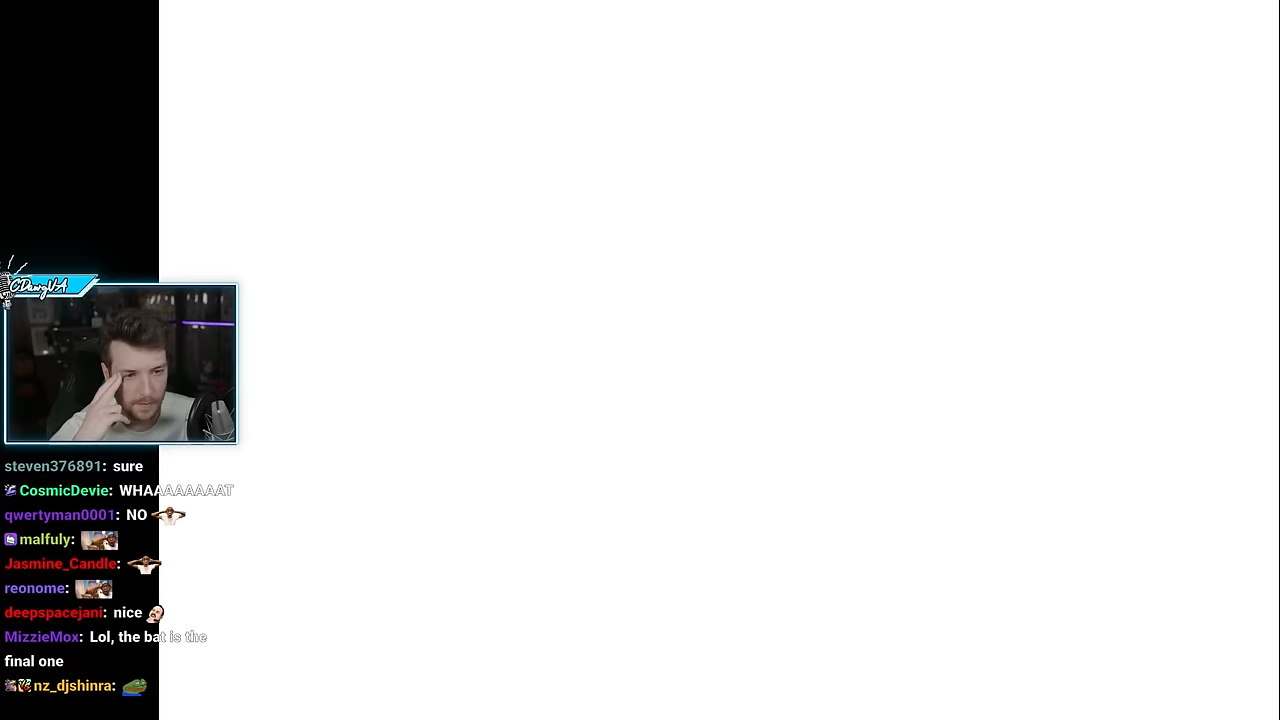 CDawgVA
steven376891: sure
CosmicDevie: WHAAAAAAAAT
qwertyman0001: NO
malfuly:
Jasmine_Candle:
reonome:
deepspacejani: nice
MizzieMox: Lol, the bat is the
final one
nz_djshinra: